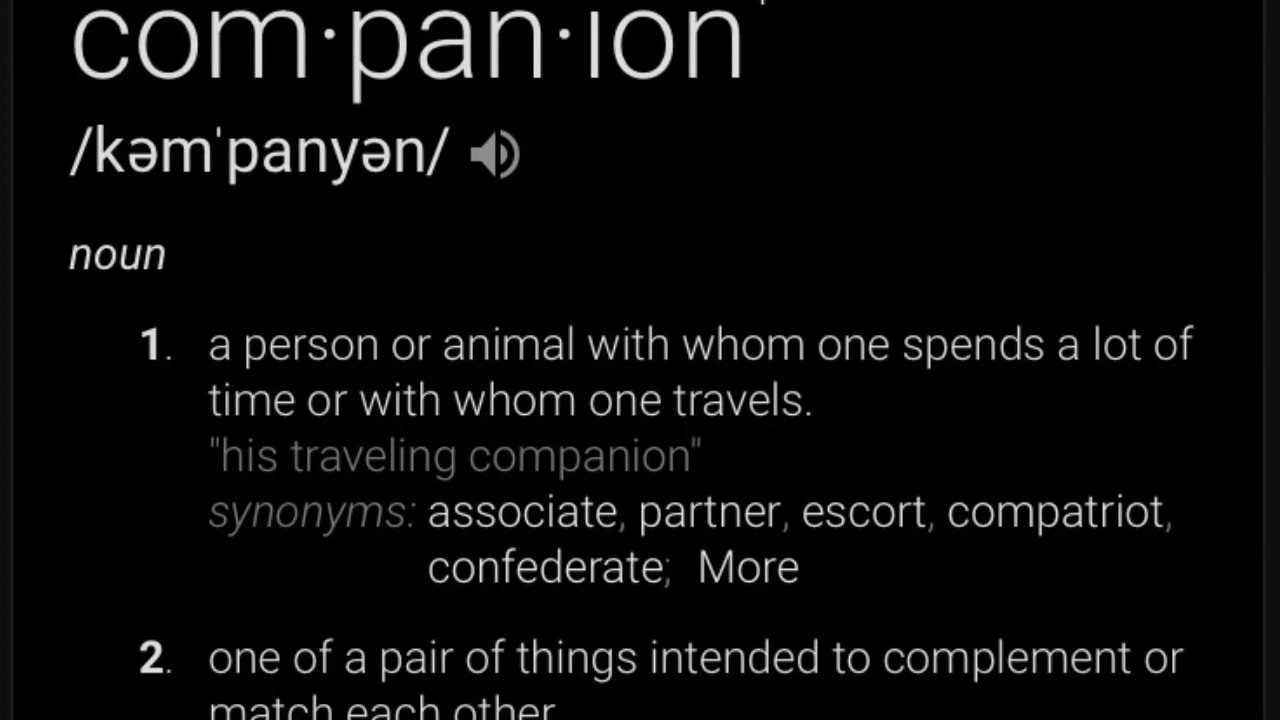 com·pan·ion
/kəmˈpanyən/
noun
1. a person or animal with whom one spends a lot of
time or with whom one travels.
"his traveling companion"
synonyms: associate, partner, escort, compatriot,
confederate; More
2. one of a pair of things intended to complement or
match each other.